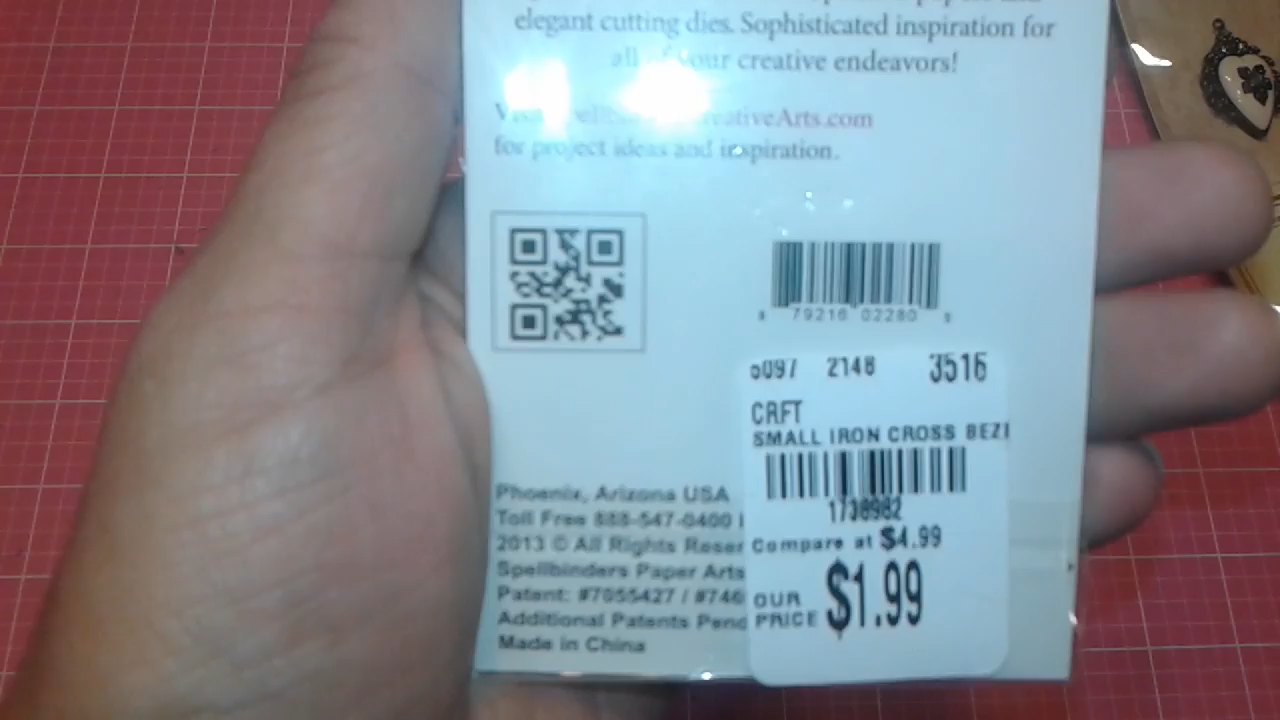 elegant cutting dies. Sophisticated inspiration for
all of your creative endeavors!
CreativeArts.com
for project ideas and inspiration.
79216 02280
5097 2148 3516
CRFT
SMALL IRON CROSS BEZI
1738982
Compare at $4.99
OUR PRICE $1.99
Phoenix, Arizona USA
Toll Free 888-547-0400
2013 © All Rights Reser
Spellbinders Paper Arts
Patent: #7055427 / #746
Additional Patents Pend
Made in China